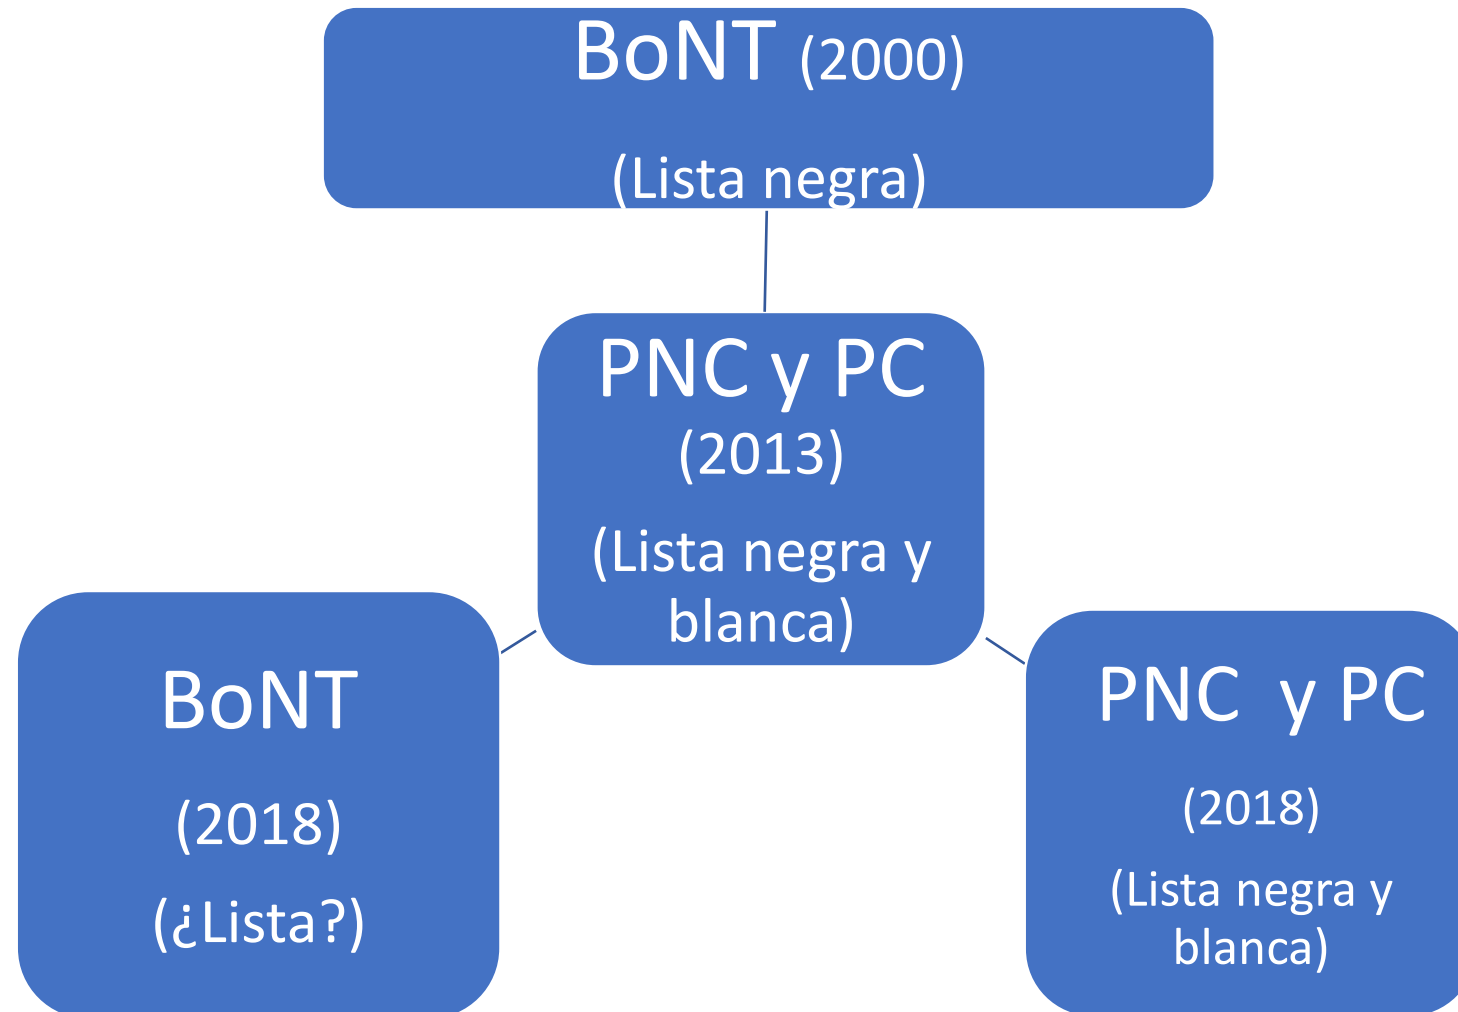 BoNT (2000)
(Lista negra)
PNC y PC
(2013)
(Lista negra y
blanca)
BoNT
(2018)
(¿Lista?)
PNC y PC
(2018)
(Lista negra y
blanca)